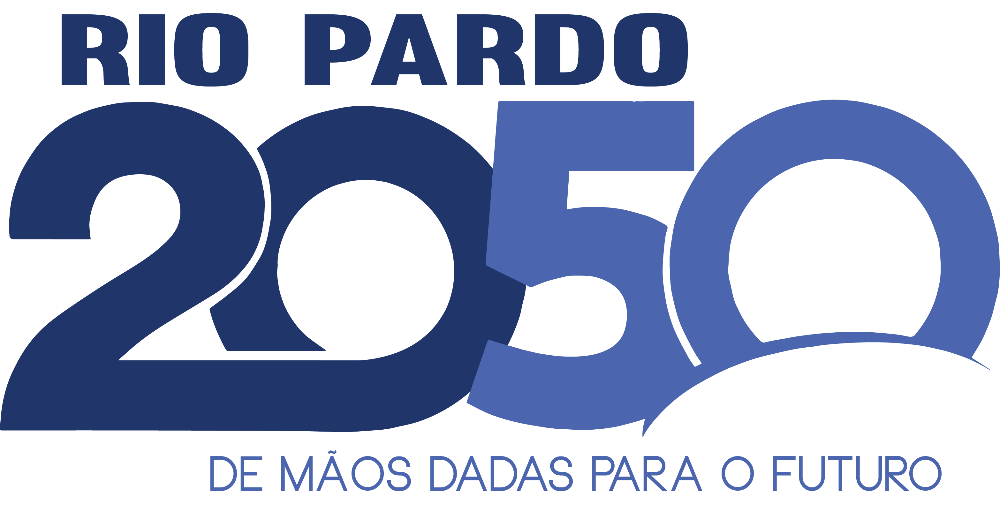 RIO PARDO
2050
DE MÃOS DADAS PARA O FUTURO